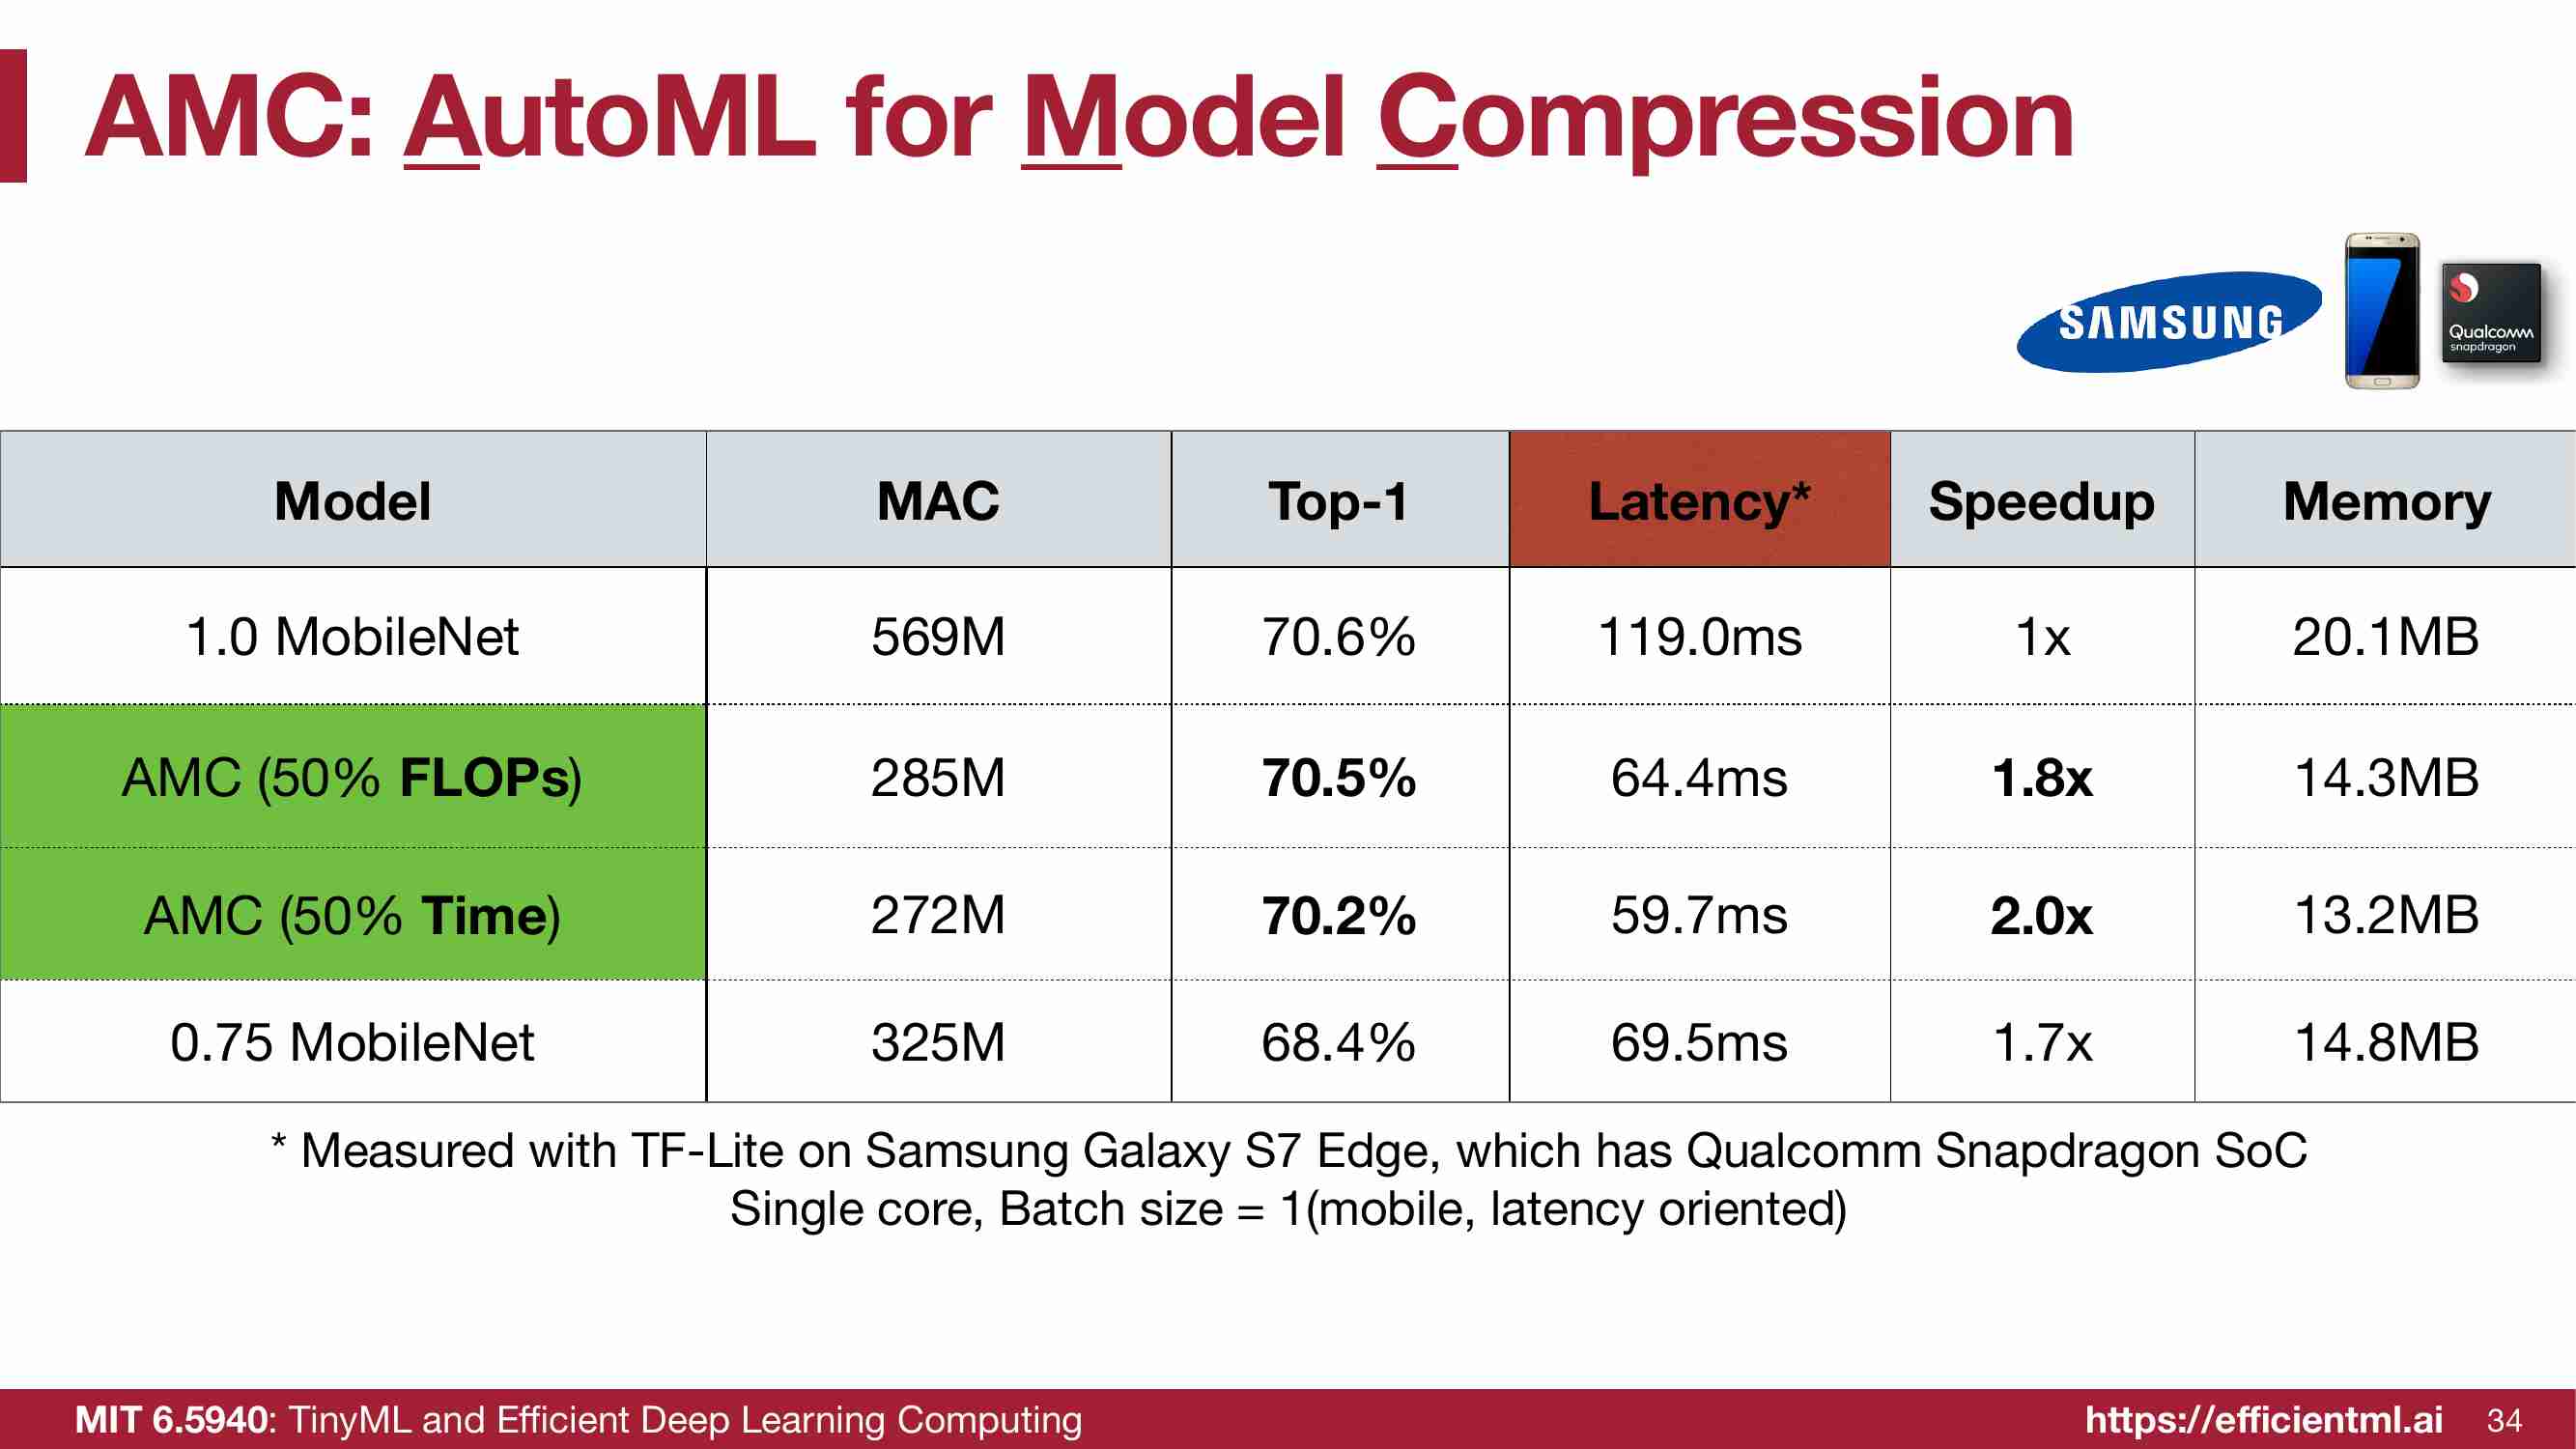 AMC: AutoML for Model Compression
SAMSUNG
Qualcomm
snapdragon
Model MAC Top-1 Latency* Speedup Memory
1.0 MobileNet 569M 70.6% 119.0ms 1x 20.1MB
AMC (50% FLOPs) 285M 70.5% 64.4ms 1.8x 14.3MB
AMC (50% Time) 272M 70.2% 59.7ms 2.0x 13.2MB
0.75 MobileNet 325M 68.4% 69.5ms 1.7x 14.8MB
* Measured with TF-Lite on Samsung Galaxy S7 Edge, which has Qualcomm Snapdragon SoC
Single core, Batch size = 1(mobile, latency oriented)
MIT 6.5940: TinyML and Efficient Deep Learning Computing https://efficientml.ai 34